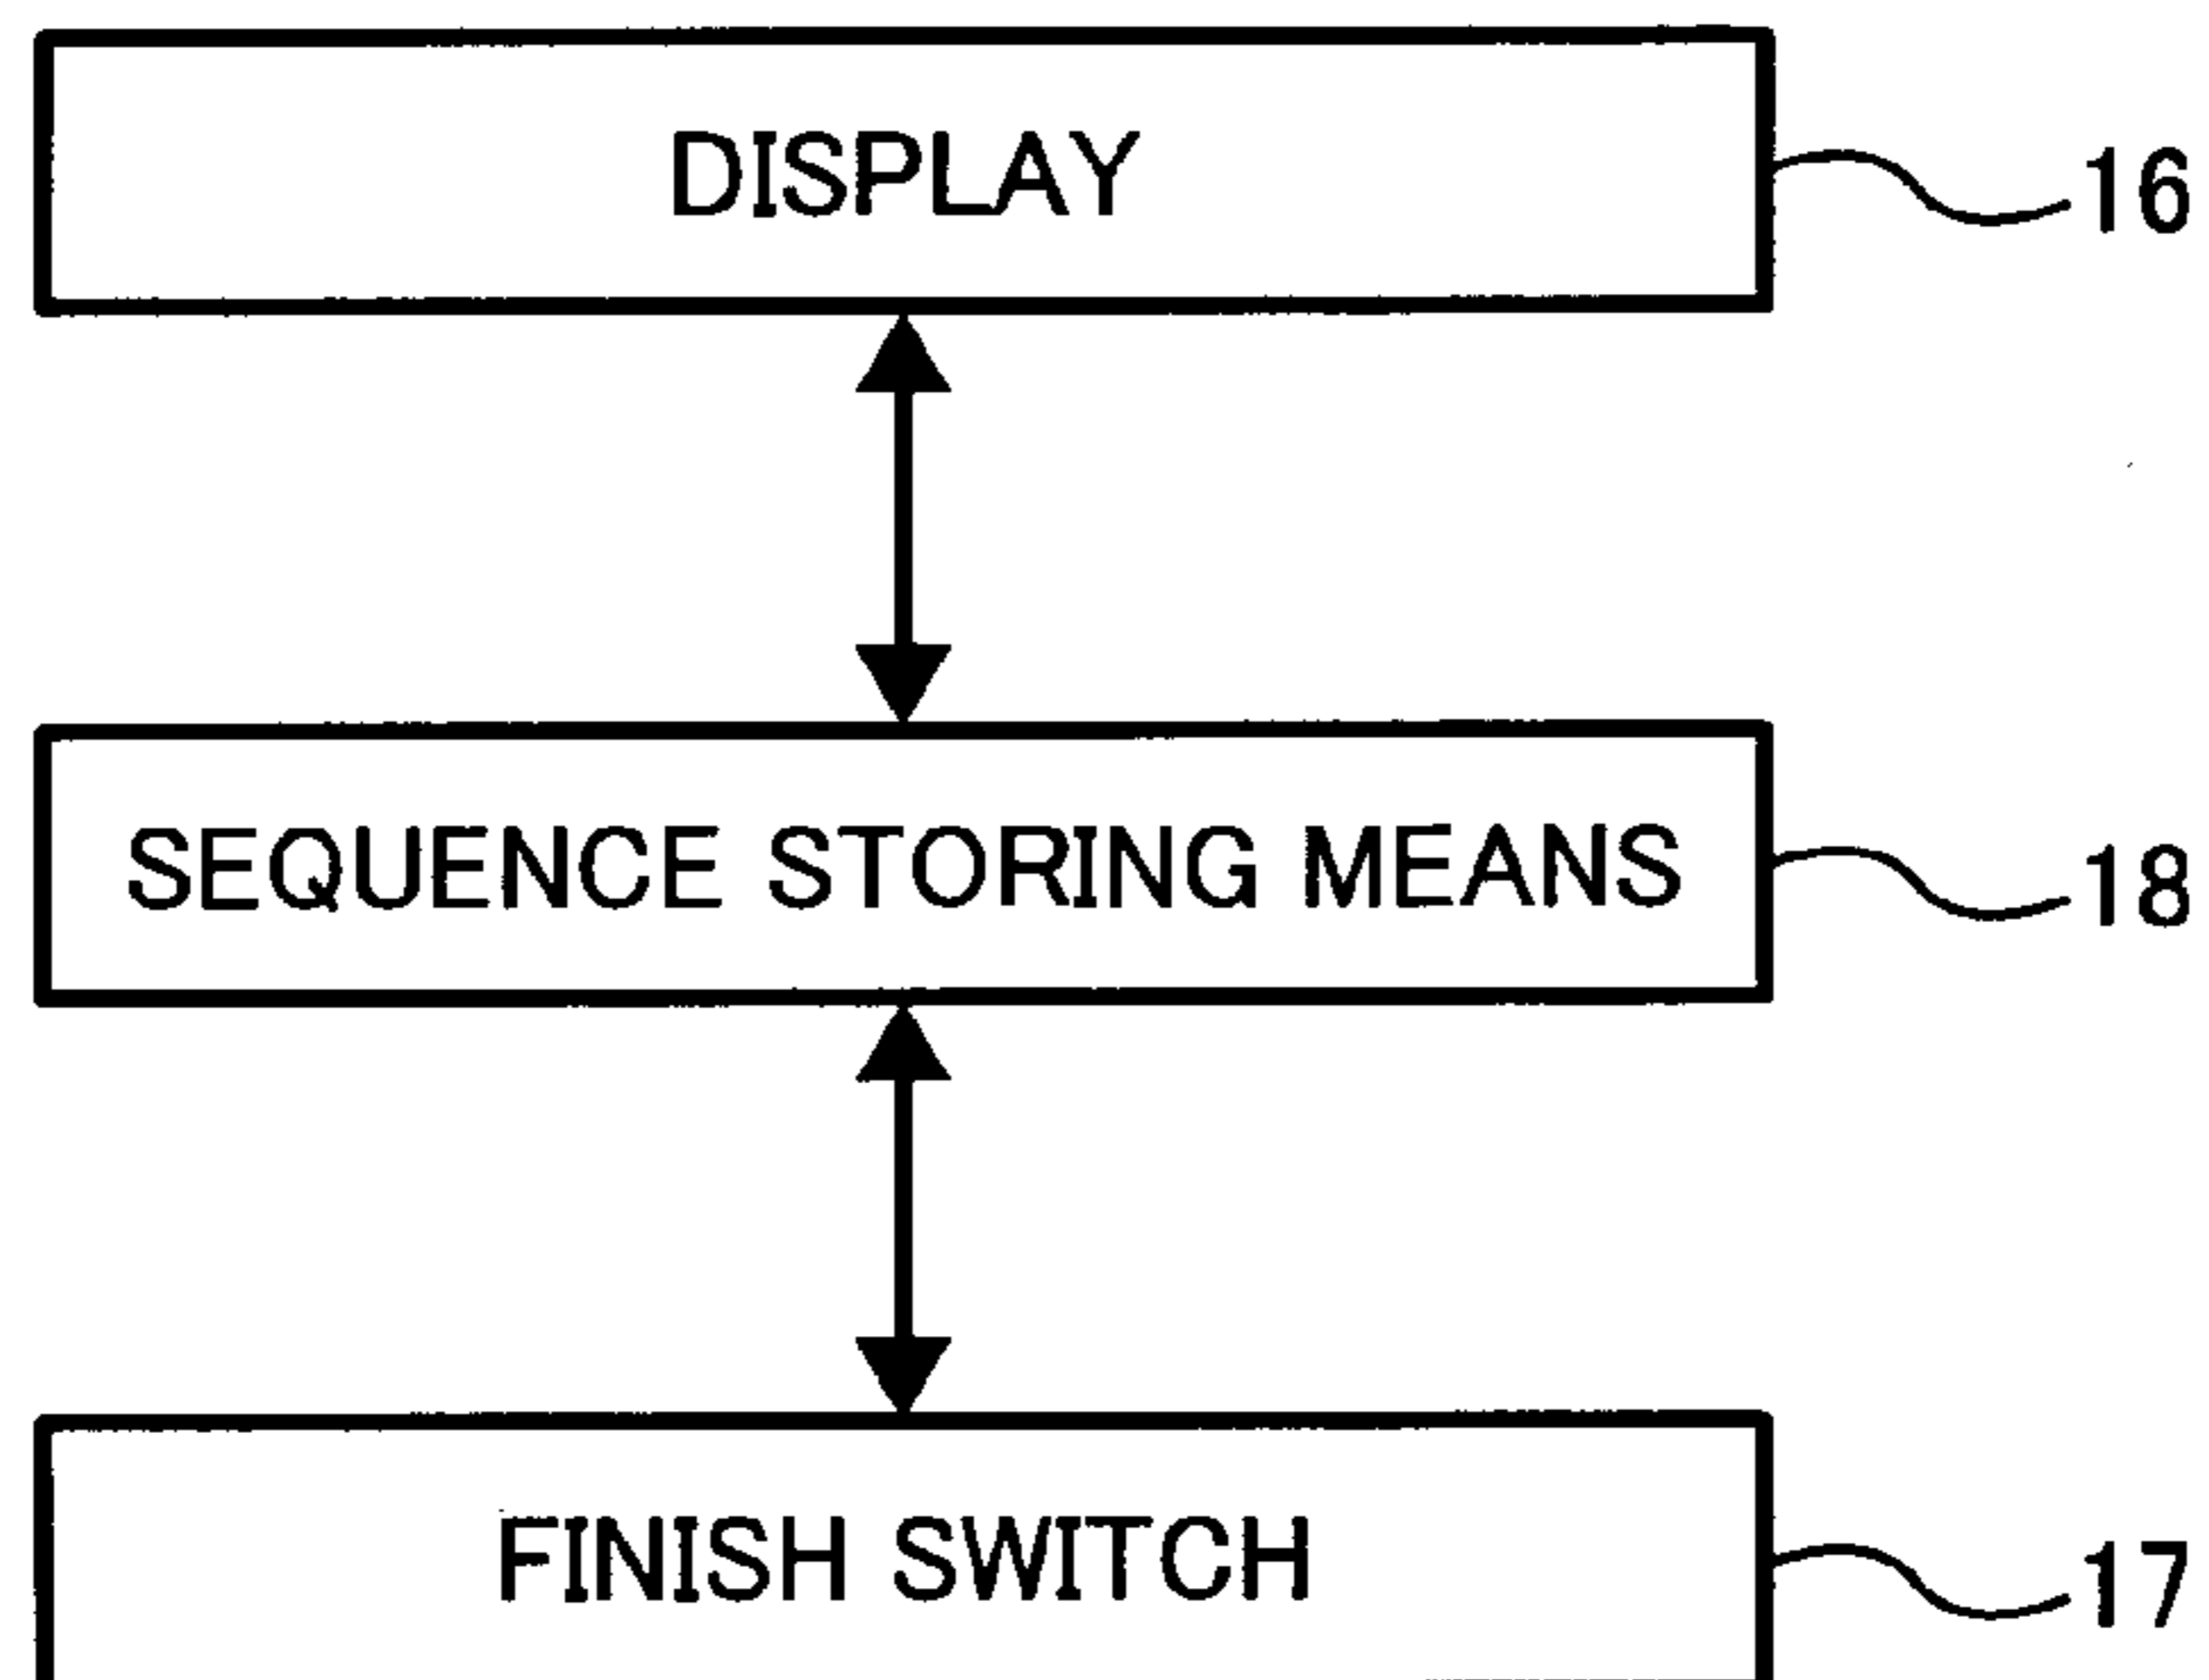 DISPLAY
16
SEQUENCE STORING MEANS
18
FINISH SWITCH
17